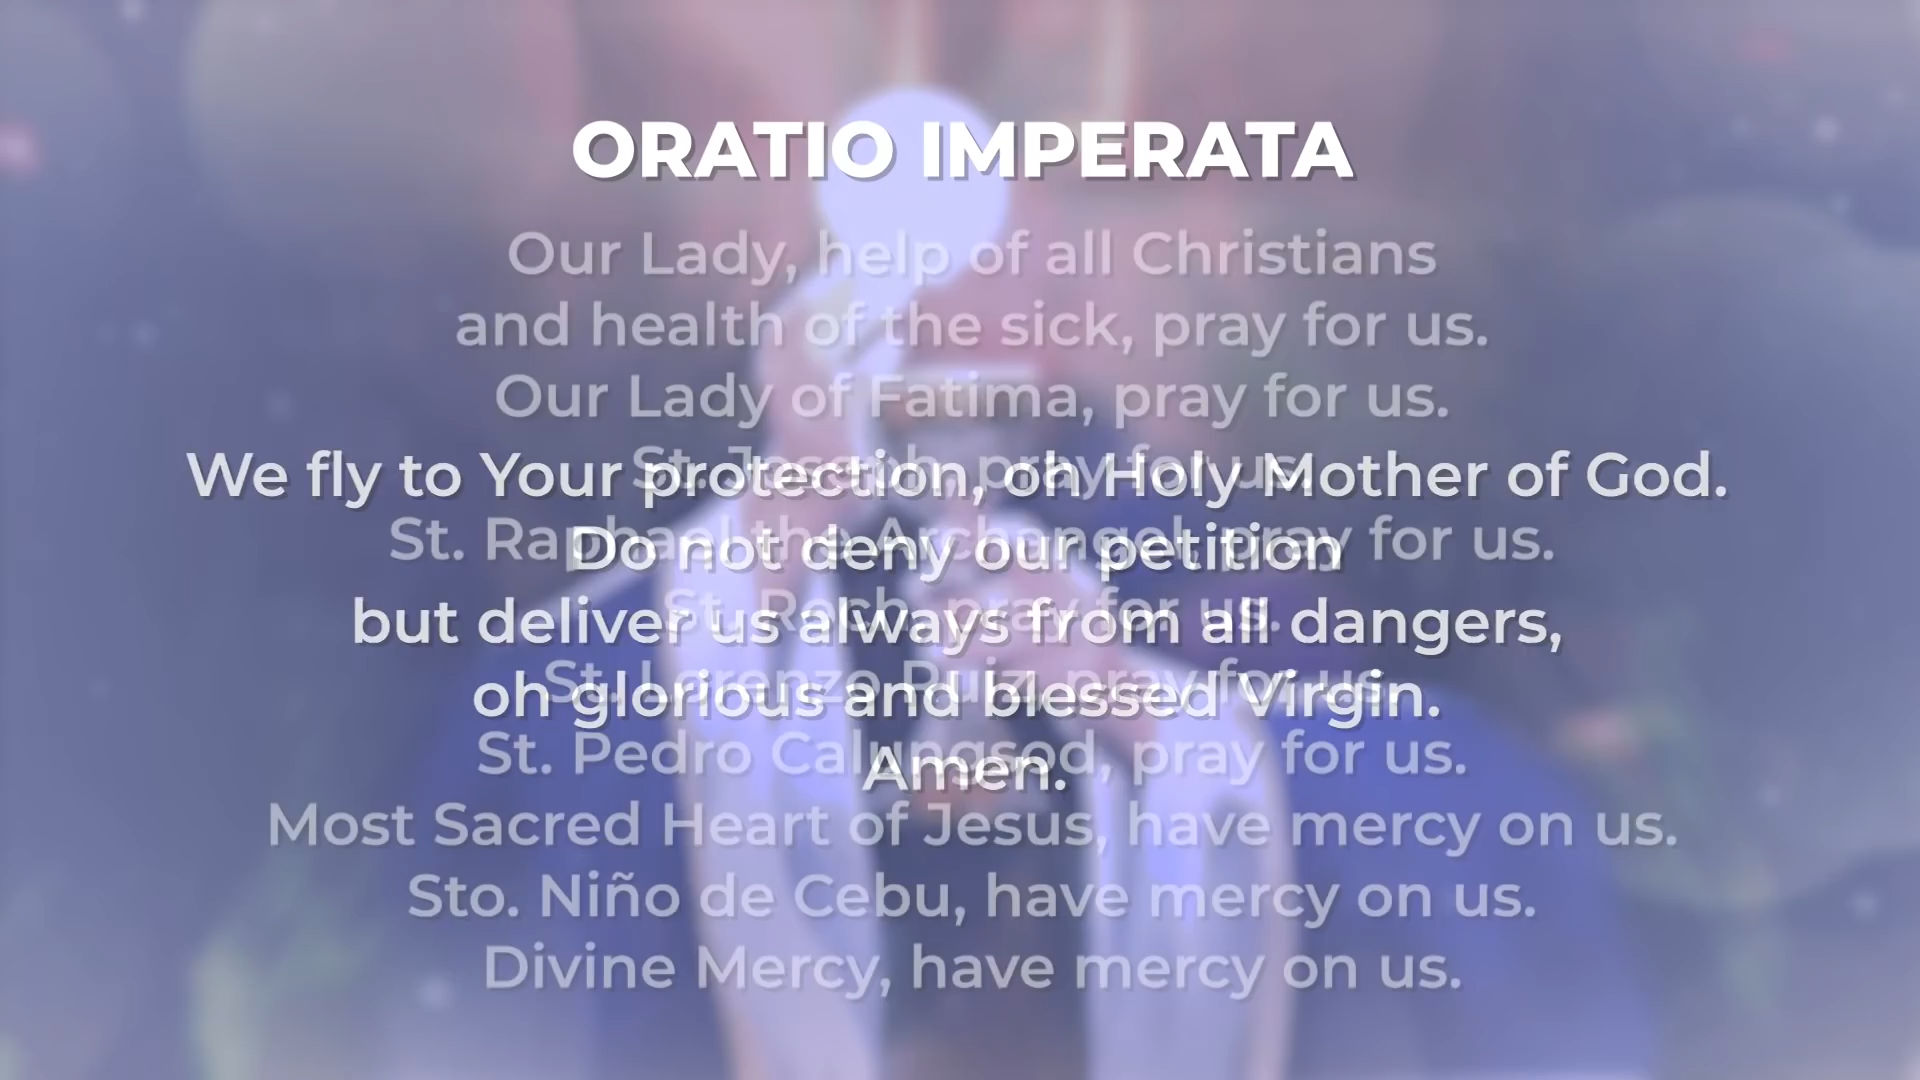 ORATIO IMPERATA
Our Lady, help of all Christians
and health of the sick, pray for us.
Our Lady of Fatima, pray for us.
St. Joseph, pray for us.
We fly to Your protection, oh Holy Mother of God.
St. Raphael the Archangel, pray for us.
Do not deny our petition
St. Roch, pray for us.
but deliver us always from all dangers,
St. Lorenzo Ruiz, pray for us.
oh glorious and blessed Virgin.
St. Pedro Calungsod, pray for us.
Amen.
Most Sacred Heart of Jesus, have mercy on us.
Sto. Niño de Cebu, have mercy on us.
Divine Mercy, have mercy on us.